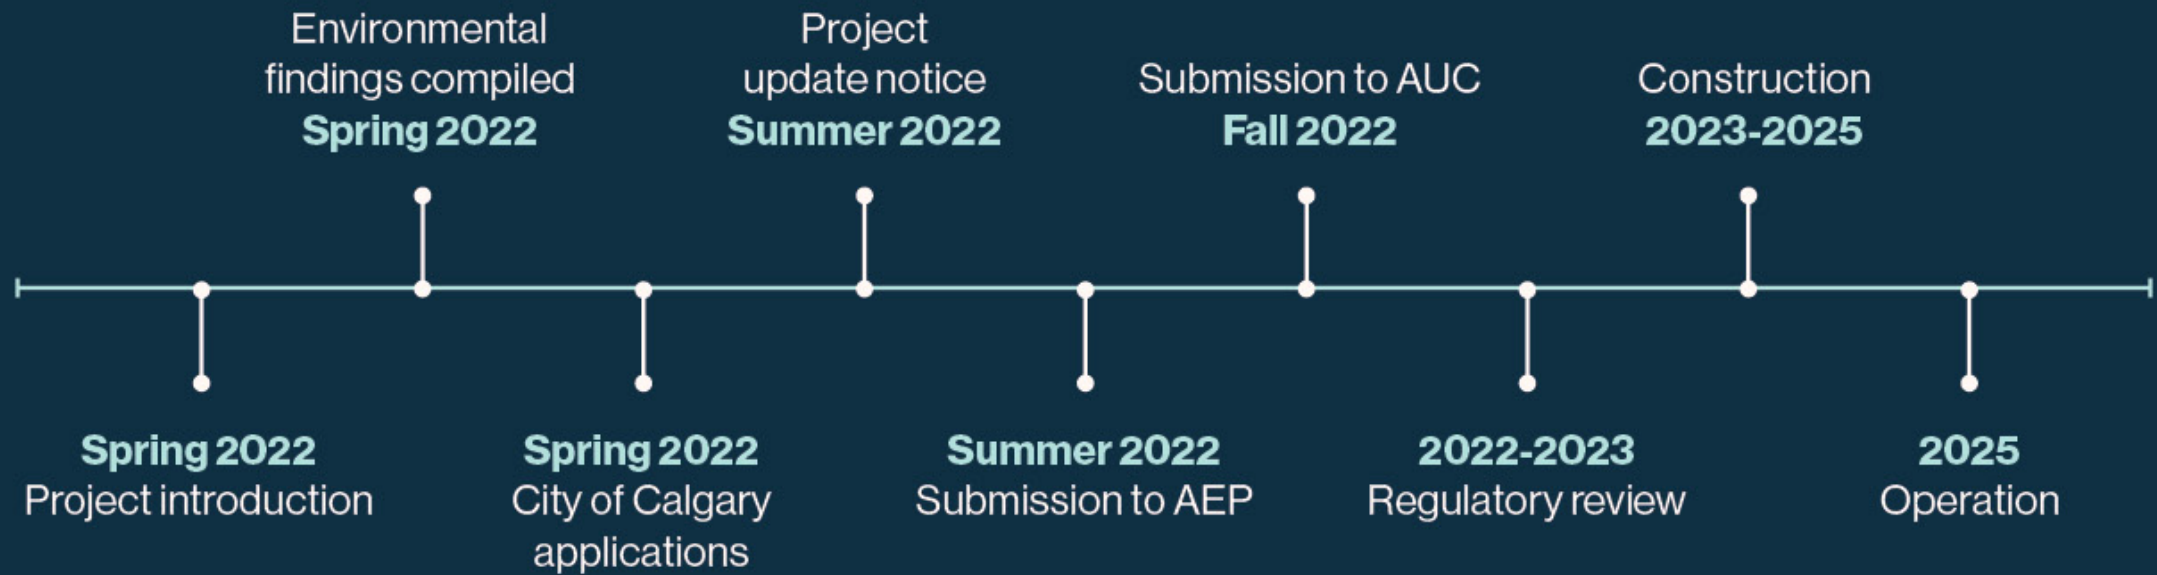 Environmental
findings compiled
Spring 2022
Project
update notice
Summer 2022
Submission to AUC
Fall 2022
Construction
2023-2025
Spring 2022
Project introduction
Spring 2022
City of Calgary
applications
Summer 2022
Submission to AEP
2022-2023
Regulatory review
2025
Operation